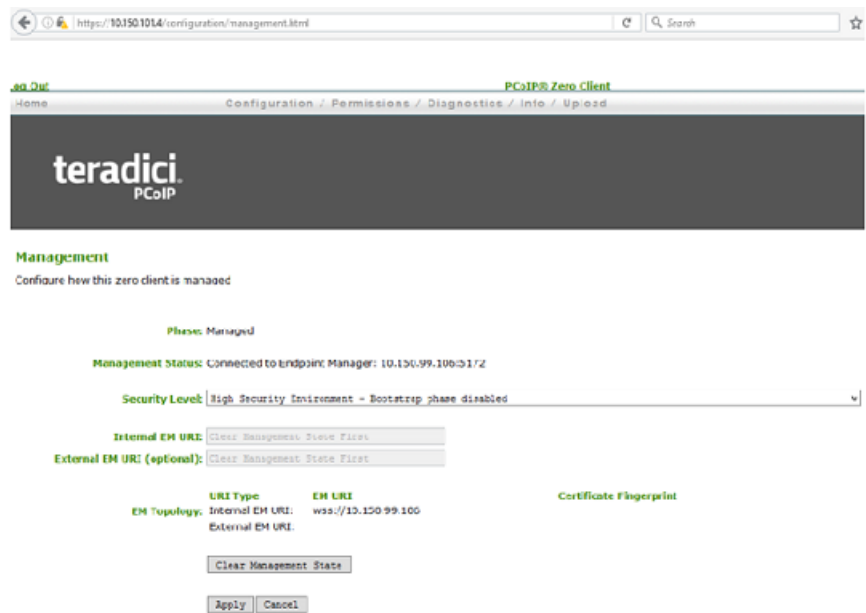 https://10.150.101.4/configuration/management.html
Search
Log Out
PCoIP® Zero Client
Home
Configuration / Permissions / Diagnostics / Info / Upload
teradici.
PCoIP
Management
Configure how this zero client is managed
Phase: Managed
Management Status: Connected to Endpoint Manager: 10.150.99.106:5172
Security Level: High Security Environment - Bootstrap phase disabled
Internal EM URI: Clear Management State First
External EM URI (optional): Clear Management State First
URI Type EM URI Certificate Fingerprint
EM Topology: Internal EM URI: wss://10.150.99.106
External EM URI:
Clear Management State
Apply Cancel